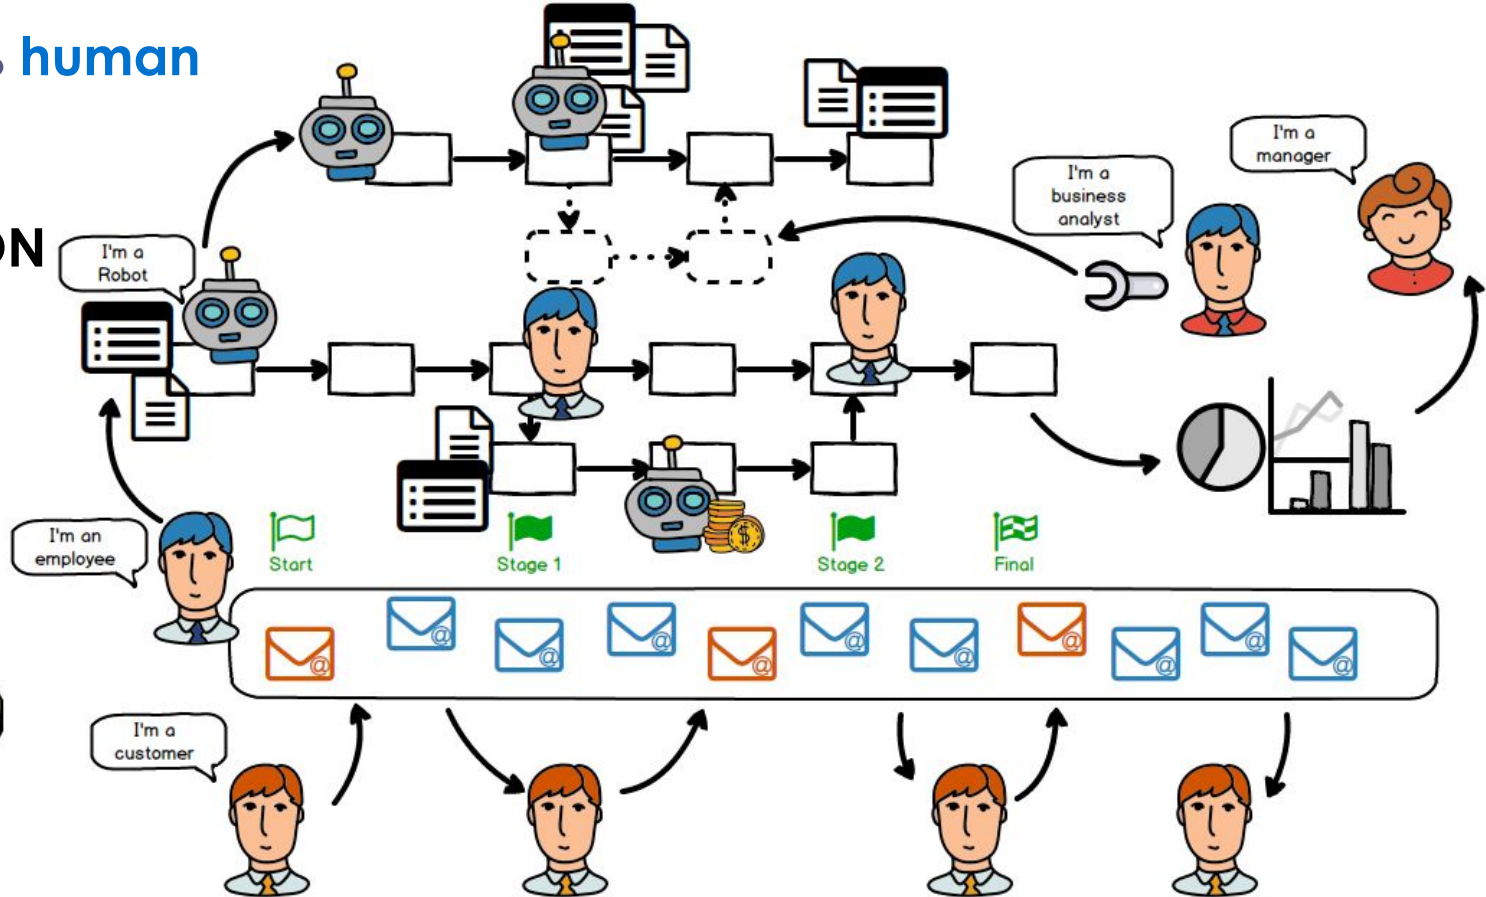 human
ON
I'm a
manager
I'm a
business
analyst
I'm a
Robot
I'm an
employee
Start
Stage 1
$
Stage 2
Final
@
@
@
@
@
@
@
@
@
@
@
I'm a
customer